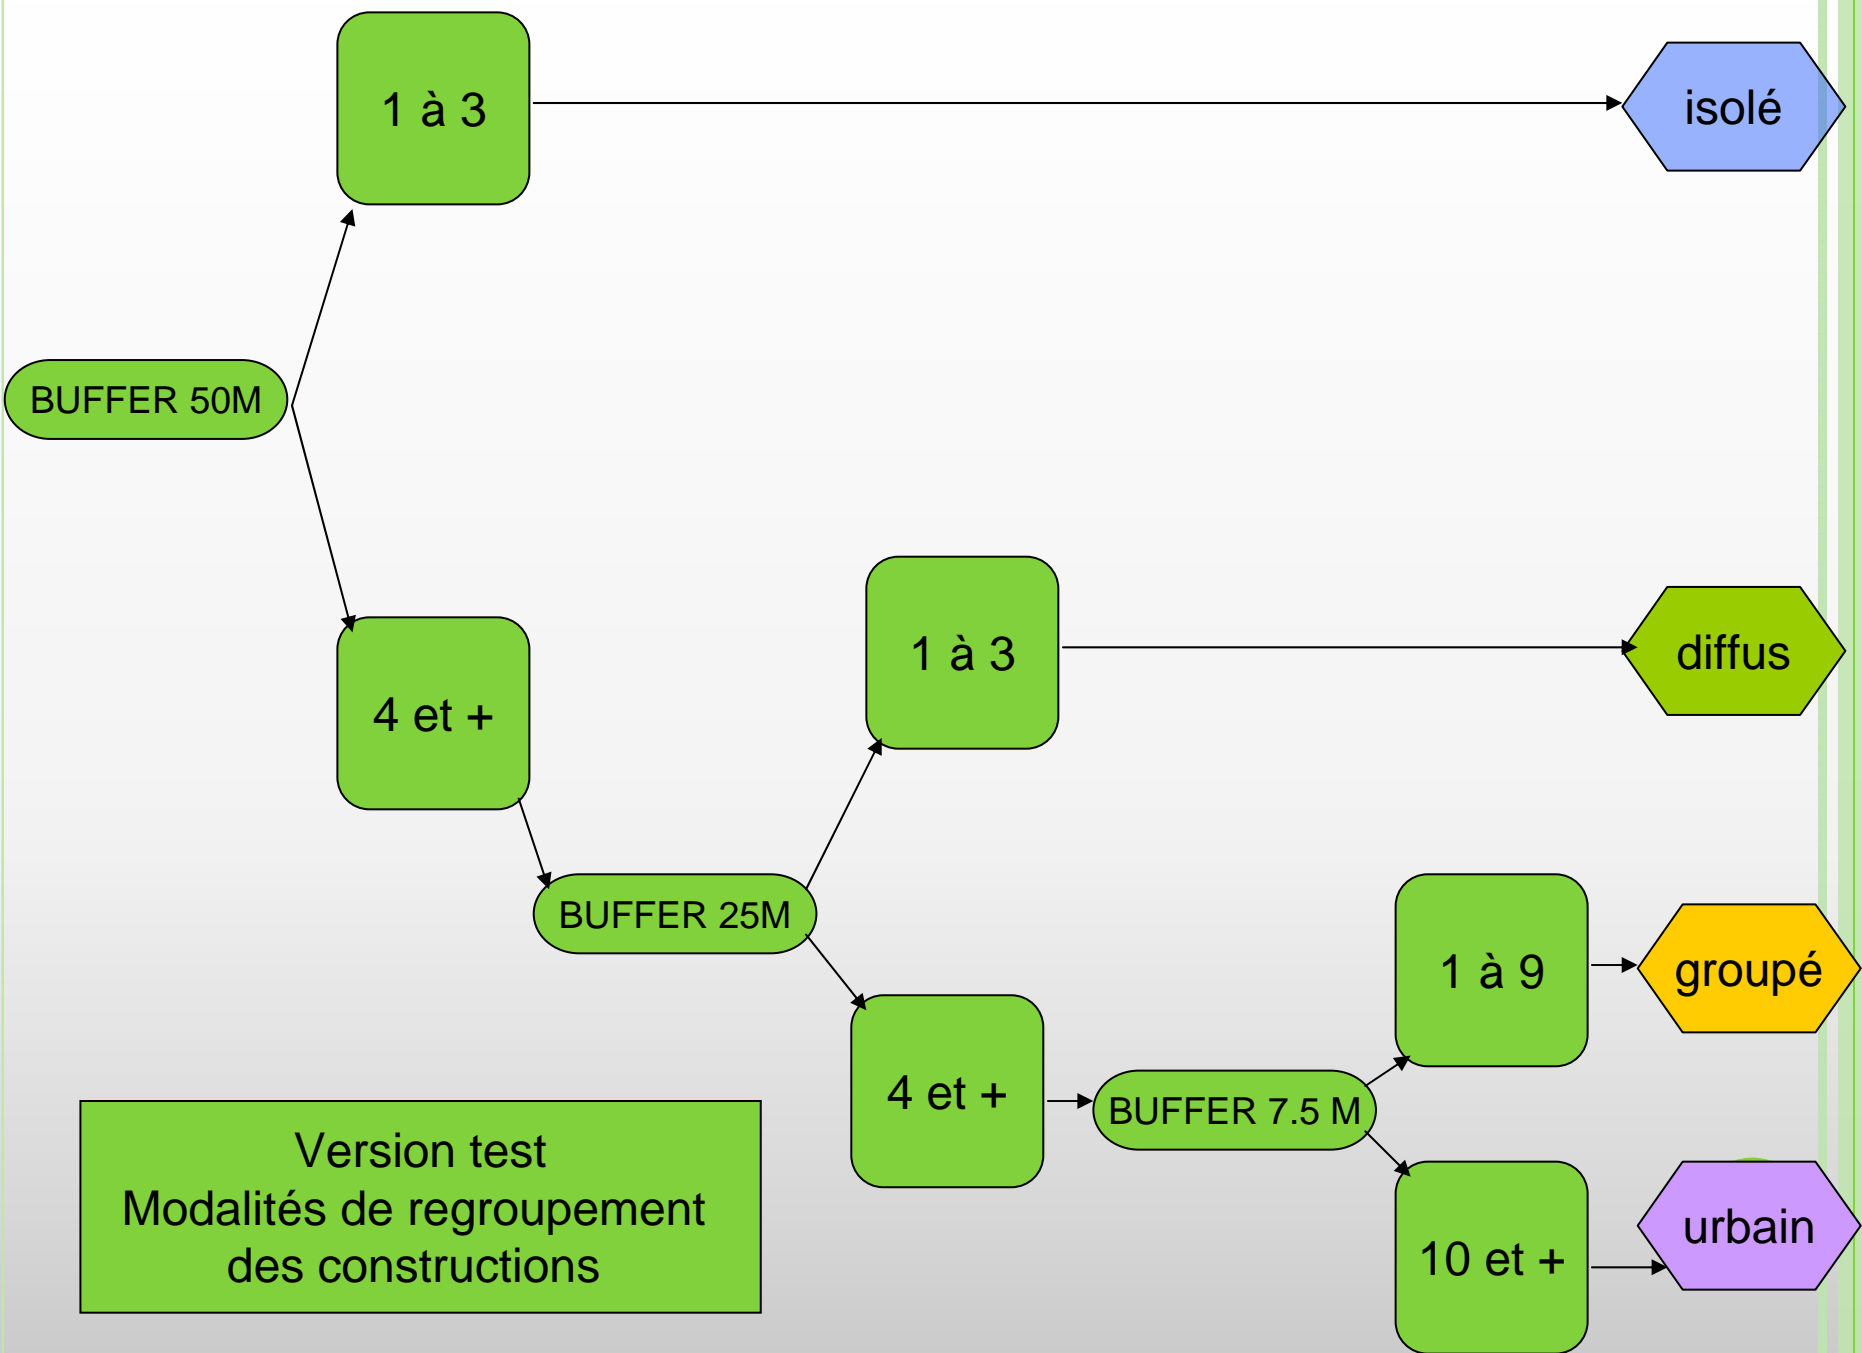 1 à 3
isolé
BUFFER 50M
1 à 3
diffus
4 et +
BUFFER 25M
1 à 9
groupé
4 et +
BUFFER 7.5 M
Version test
Modalités de regroupement
des constructions
10 et +
urbain